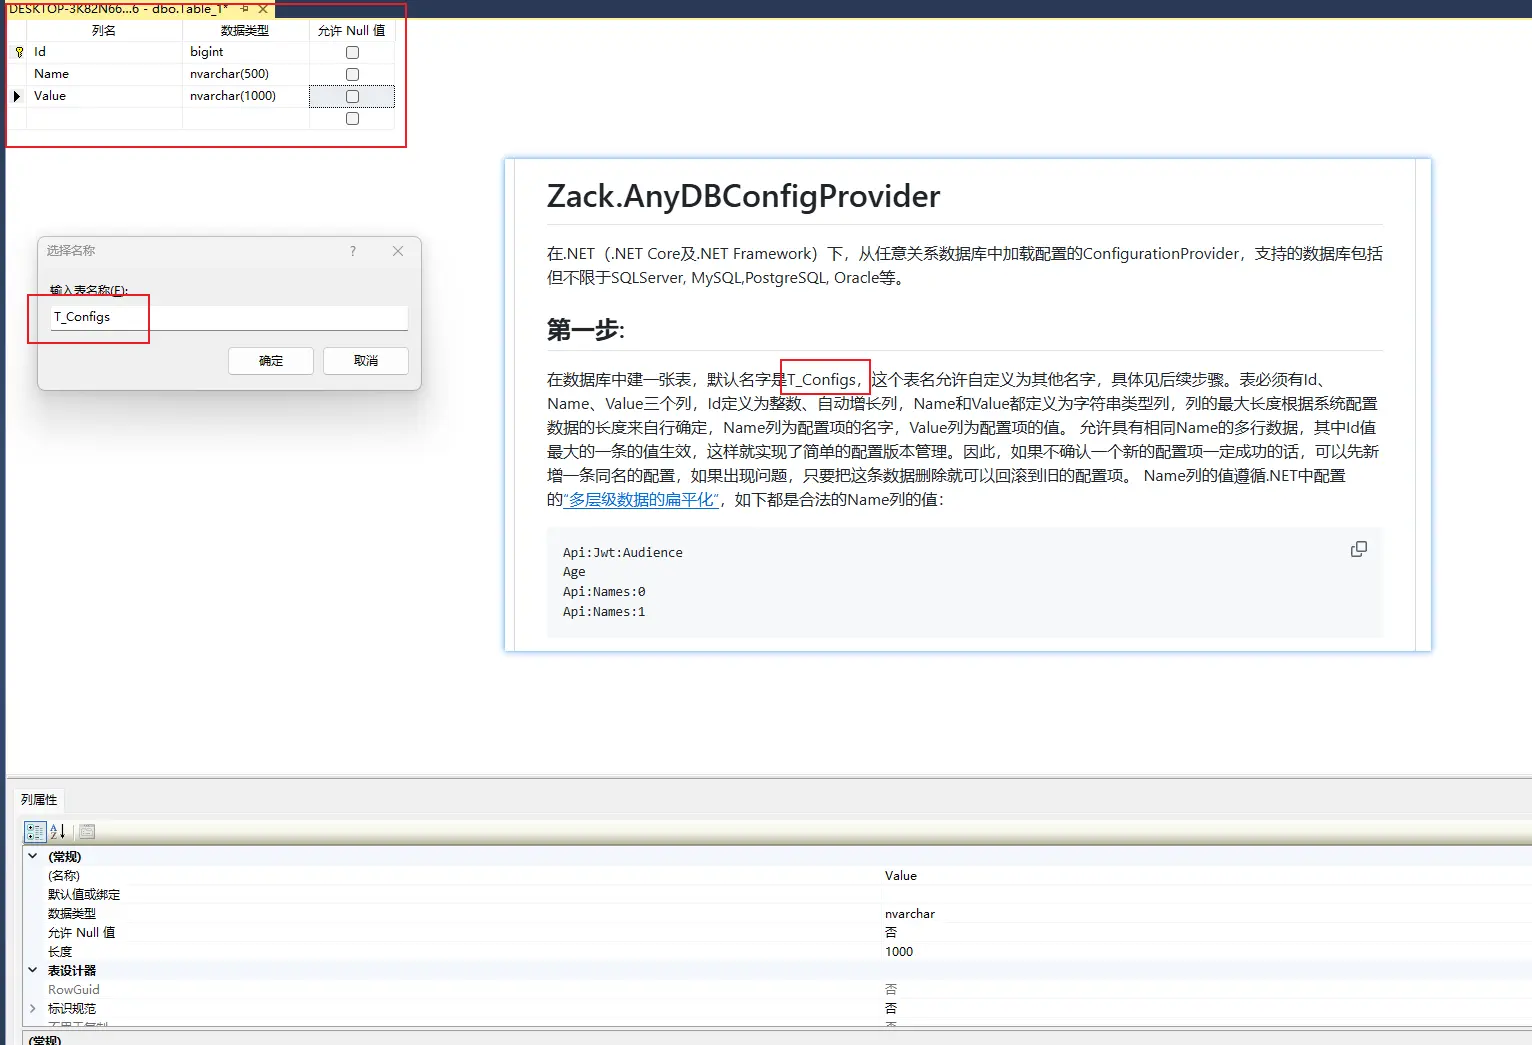 DESKTOP-3K82N66...6 - dbo.Table_1*
列名 数据类型 允许 Null 值
Id bigint
Name nvarchar(500)
Value nvarchar(1000)
选择名称 ?
输入表名称(E):
T_Configs
确定 取消
Zack.AnyDBConfigProvider
在.NET（.NET Core及.NET Framework）下，从任意关系数据库中加载配置的ConfigurationProvider，支持的数据库包括
但不限于SQLServer, MySQL,PostgreSQL, Oracle等。
第一步:
在数据库中建一张表，默认名字是T_Configs，这个表名允许自定义为其他名字，具体见后续步骤。表必须有Id、
Name、Value三个列，Id定义为整数、自动增长列，Name和Value都定义为字符串类型列，列的最大长度根据系统配置
数据的长度来自行确定，Name列为配置项的名字，Value列为配置项的值。 允许具有相同Name的多行数据，其中Id值
最大的一条的值生效，这样就实现了简单的配置版本管理。因此，如果不确认一个新的配置项一定成功的话，可以先新
增一条同名的配置，如果出现问题，只要把这条数据删除就可以回滚到旧的配置项。 Name列的值遵循.NET中配置
的“多层级数据的扁平化”，如下都是合法的Name列的值：
Api:Jwt:Audience
Age
Api:Names:0
Api:Names:1
列属性
(常规)
(名称) Value
默认值或绑定
数据类型 nvarchar
允许 Null 值 否
长度 1000
表设计器
RowGuid 否
标识规范 否
(常规)